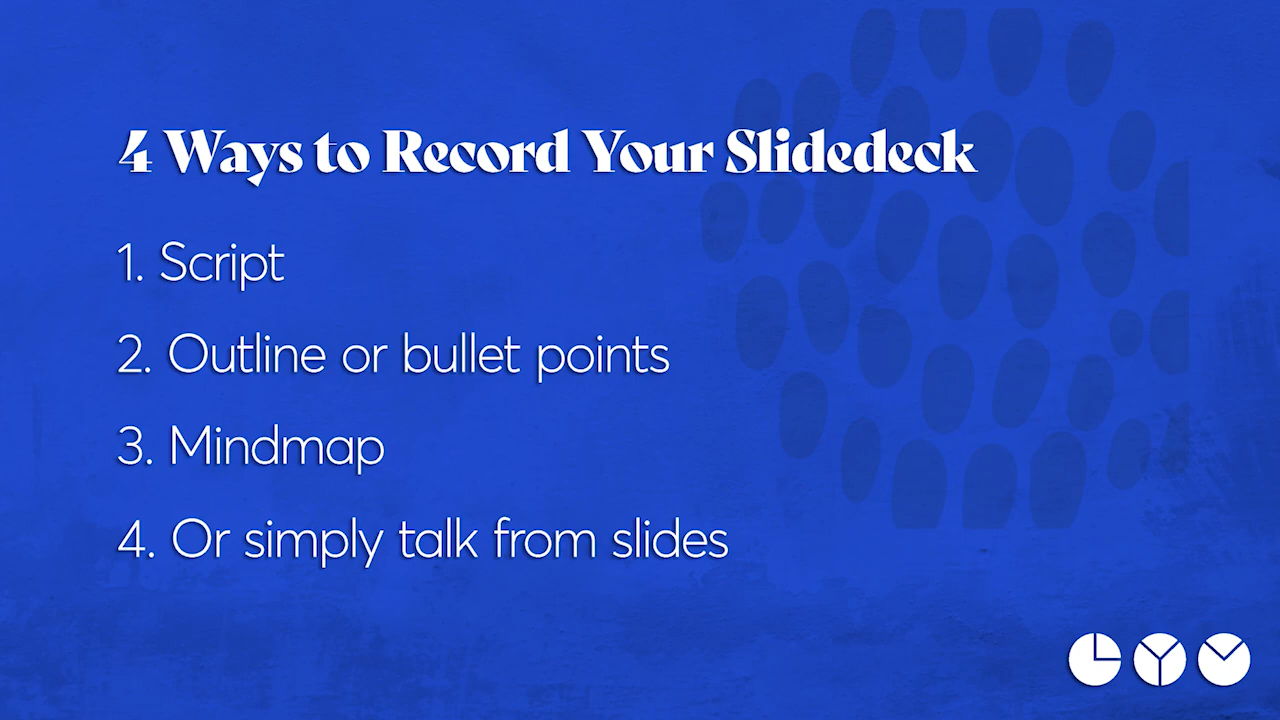 4 Ways to Record Your Slidedeck
1. Script
2. Outline or bullet points
3. Mindmap
4. Or simply talk from slides
LYM